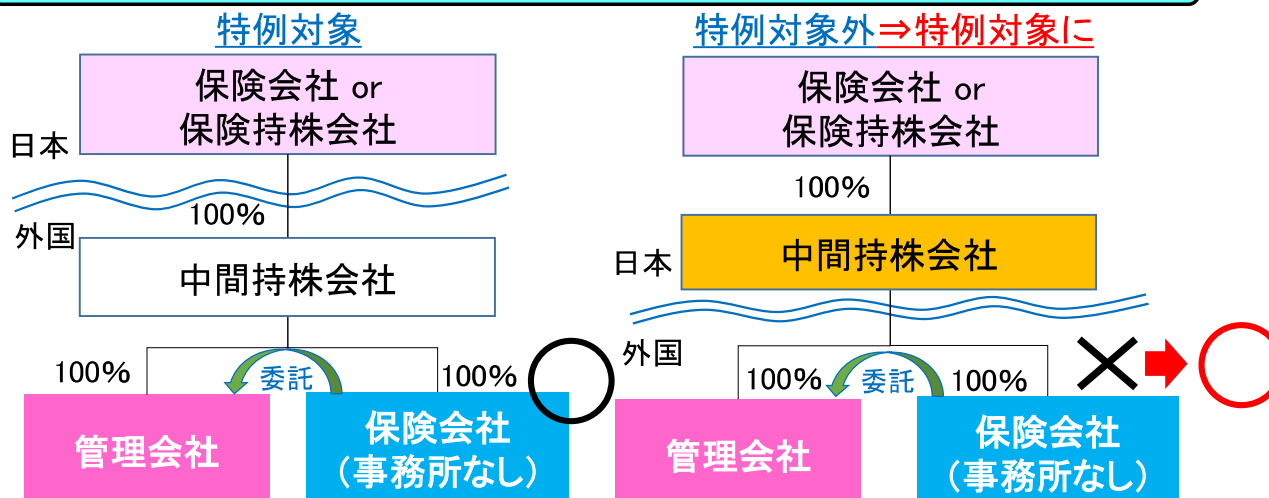 特例対象
保険会社 or
保険持株会社
日本
100%
外国
中間持株会社
100%
委託
100%
管理会社
保険会社
（事務所なし）
特例対象外⇒特例対象に
保険会社 or
保険持株会社
100%
日本
中間持株会社
外国
100%
委託
100%
管理会社
保険会社
（事務所なし）